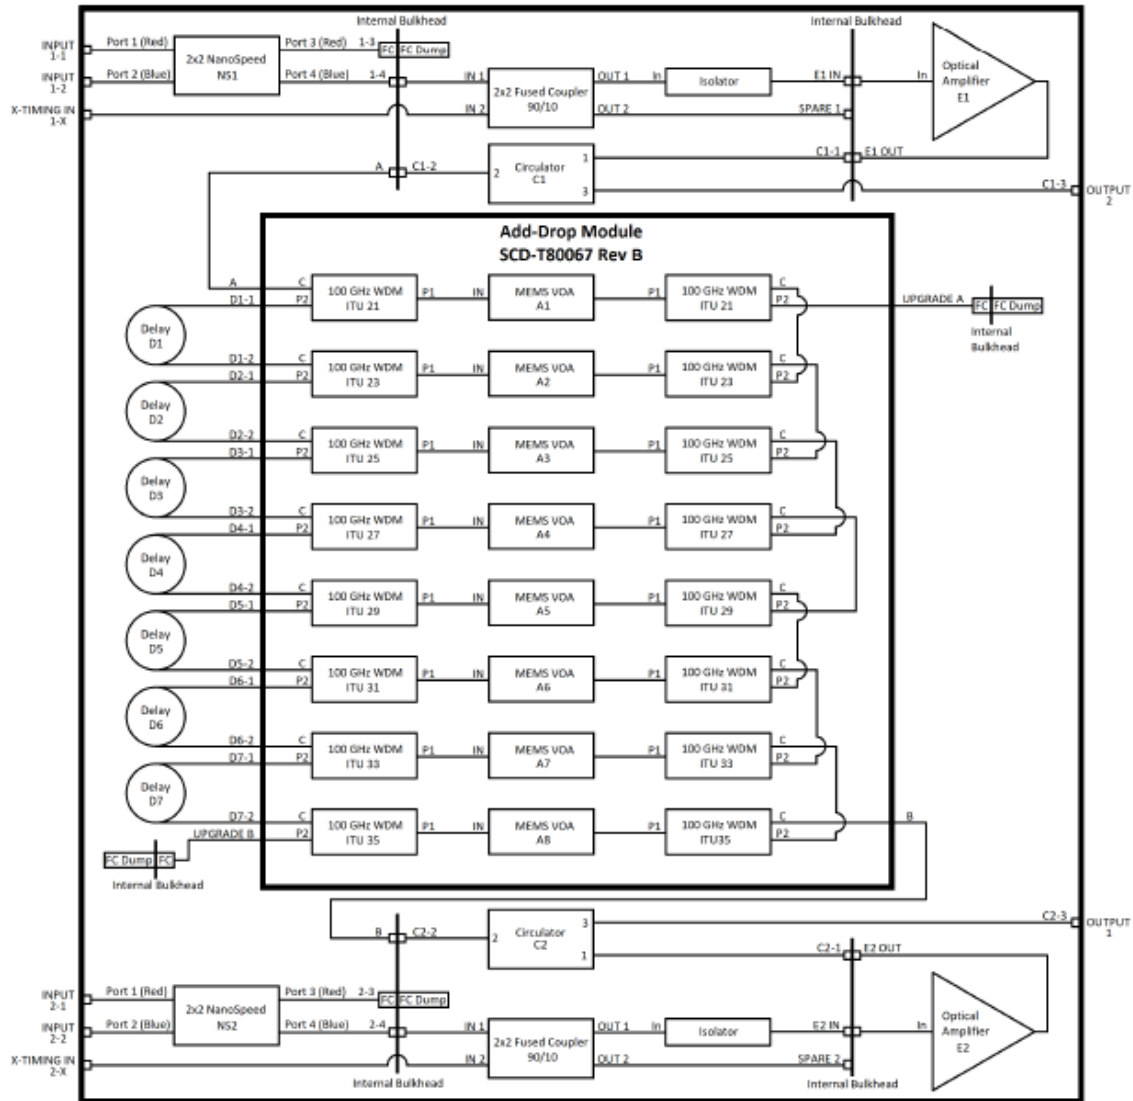 Internal Bulkhead
Internal Bulkhead
INPUT
1-1
Port 1 (Red)
2x2 NanoSpeed
NS1
Port 3 (Red)
1-3
FC
FC Dump
INPUT
1-2
Port 2 (Blue)
Port 4 (Blue)
1-4
IN 1
2x2 Fused Coupler
90/10
OUT 1
In
Isolator
E1 IN
In
Optical
Amplifier
E1
X-TIMING IN
1-X
IN 2
OUT 2
SPARE 1
A
C1-2
2
Circulator
C1
1
3
C1-1
E1 OUT
C1-3
OUTPUT
2
Add-Drop Module
SCD-T80067 Rev B
A
C
D1-1
P2
100 GHz WDM
ITU 21
P1
IN
MEMS VOA
A1
P1
100 GHz WDM
ITU 21
C
P2
UPGRADE A
FC
FC Dump
Internal
Bulkhead
Delay
D1
D1-2
C
D2-1
P2
100 GHz WDM
ITU 23
P1
IN
MEMS VOA
A2
P1
100 GHz WDM
ITU 23
C
P2
Delay
D2
D2-2
C
D3-1
P2
100 GHz WDM
ITU 25
P1
IN
MEMS VOA
A3
P1
100 GHz WDM
ITU 25
C
P2
Delay
D3
D3-2
C
D4-1
P2
100 GHz WDM
ITU 27
P1
IN
MEMS VOA
A4
P1
100 GHz WDM
ITU 27
C
P2
Delay
D4
D4-2
C
D5-1
P2
100 GHz WDM
ITU 29
P1
IN
MEMS VOA
A5
P1
100 GHz WDM
ITU 29
C
P2
Delay
D5
D5-2
C
D6-1
P2
100 GHz WDM
ITU 31
P1
IN
MEMS VOA
A6
P1
100 GHz WDM
ITU 31
C
P2
Delay
D6
D6-2
C
D7-1
P2
100 GHz WDM
ITU 33
P1
IN
MEMS VOA
A7
P1
100 GHz WDM
ITU 33
C
P2
Delay
D7
D7-2
C
UPGRADE B
P2
100 GHz WDM
ITU 35
P1
IN
MEMS VOA
A8
P1
100 GHz WDM
ITU35
C
P2
B
FC Dump
FC
Internal Bulkhead
B
C2-2
2
Circulator
C2
3
1
C2-3
OUTPUT
1
C2-1
E2 OUT
INPUT
2-1
Port 1 (Red)
2x2 NanoSpeed
NS2
Port 3 (Red)
2-3
FC
FC Dump
INPUT
2-2
Port 2 (Blue)
Port 4 (Blue)
2-4
IN 1
2x2 Fused Coupler
90/10
OUT 1
In
Isolator
E2 IN
In
Optical
Amplifier
E2
X-TIMING IN
2-X
IN 2
OUT 2
SPARE 2
Internal Bulkhead
Internal Bulkhead